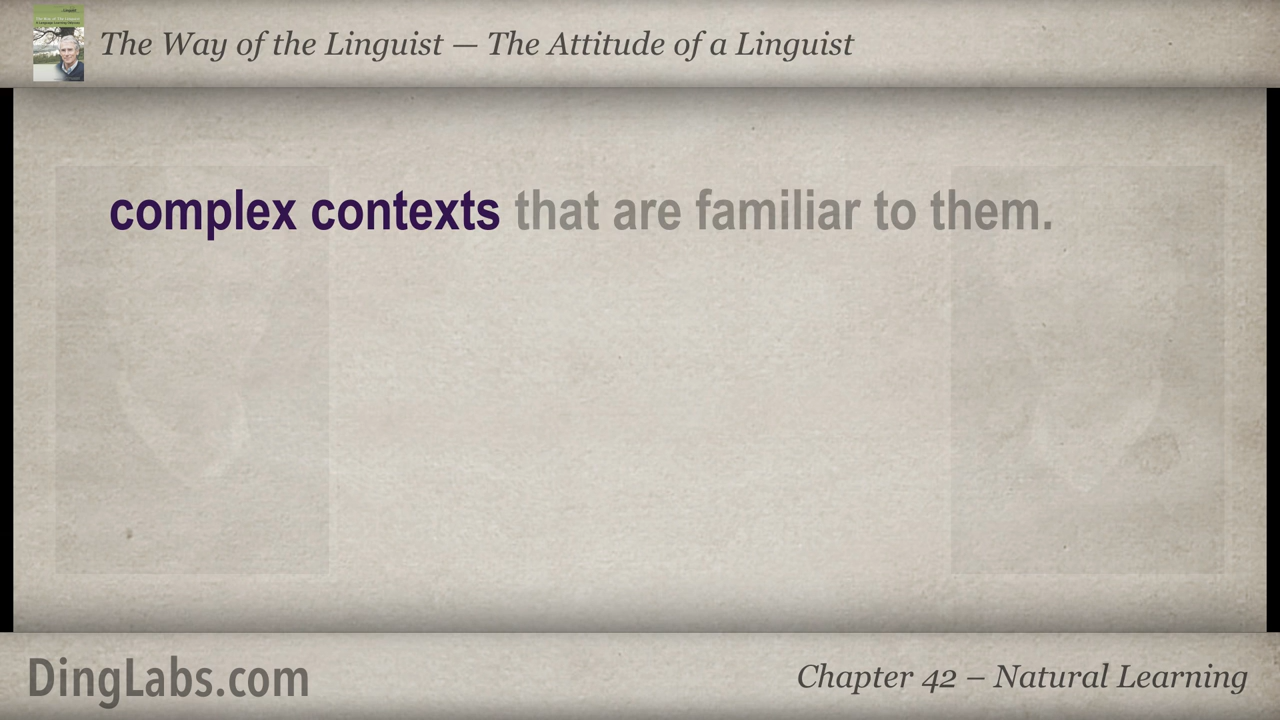 The Way of the Linguist — The Attitude of a Linguist
complex contexts that are familiar to them.
DingLabs.com
Chapter 42 – Natural Learning